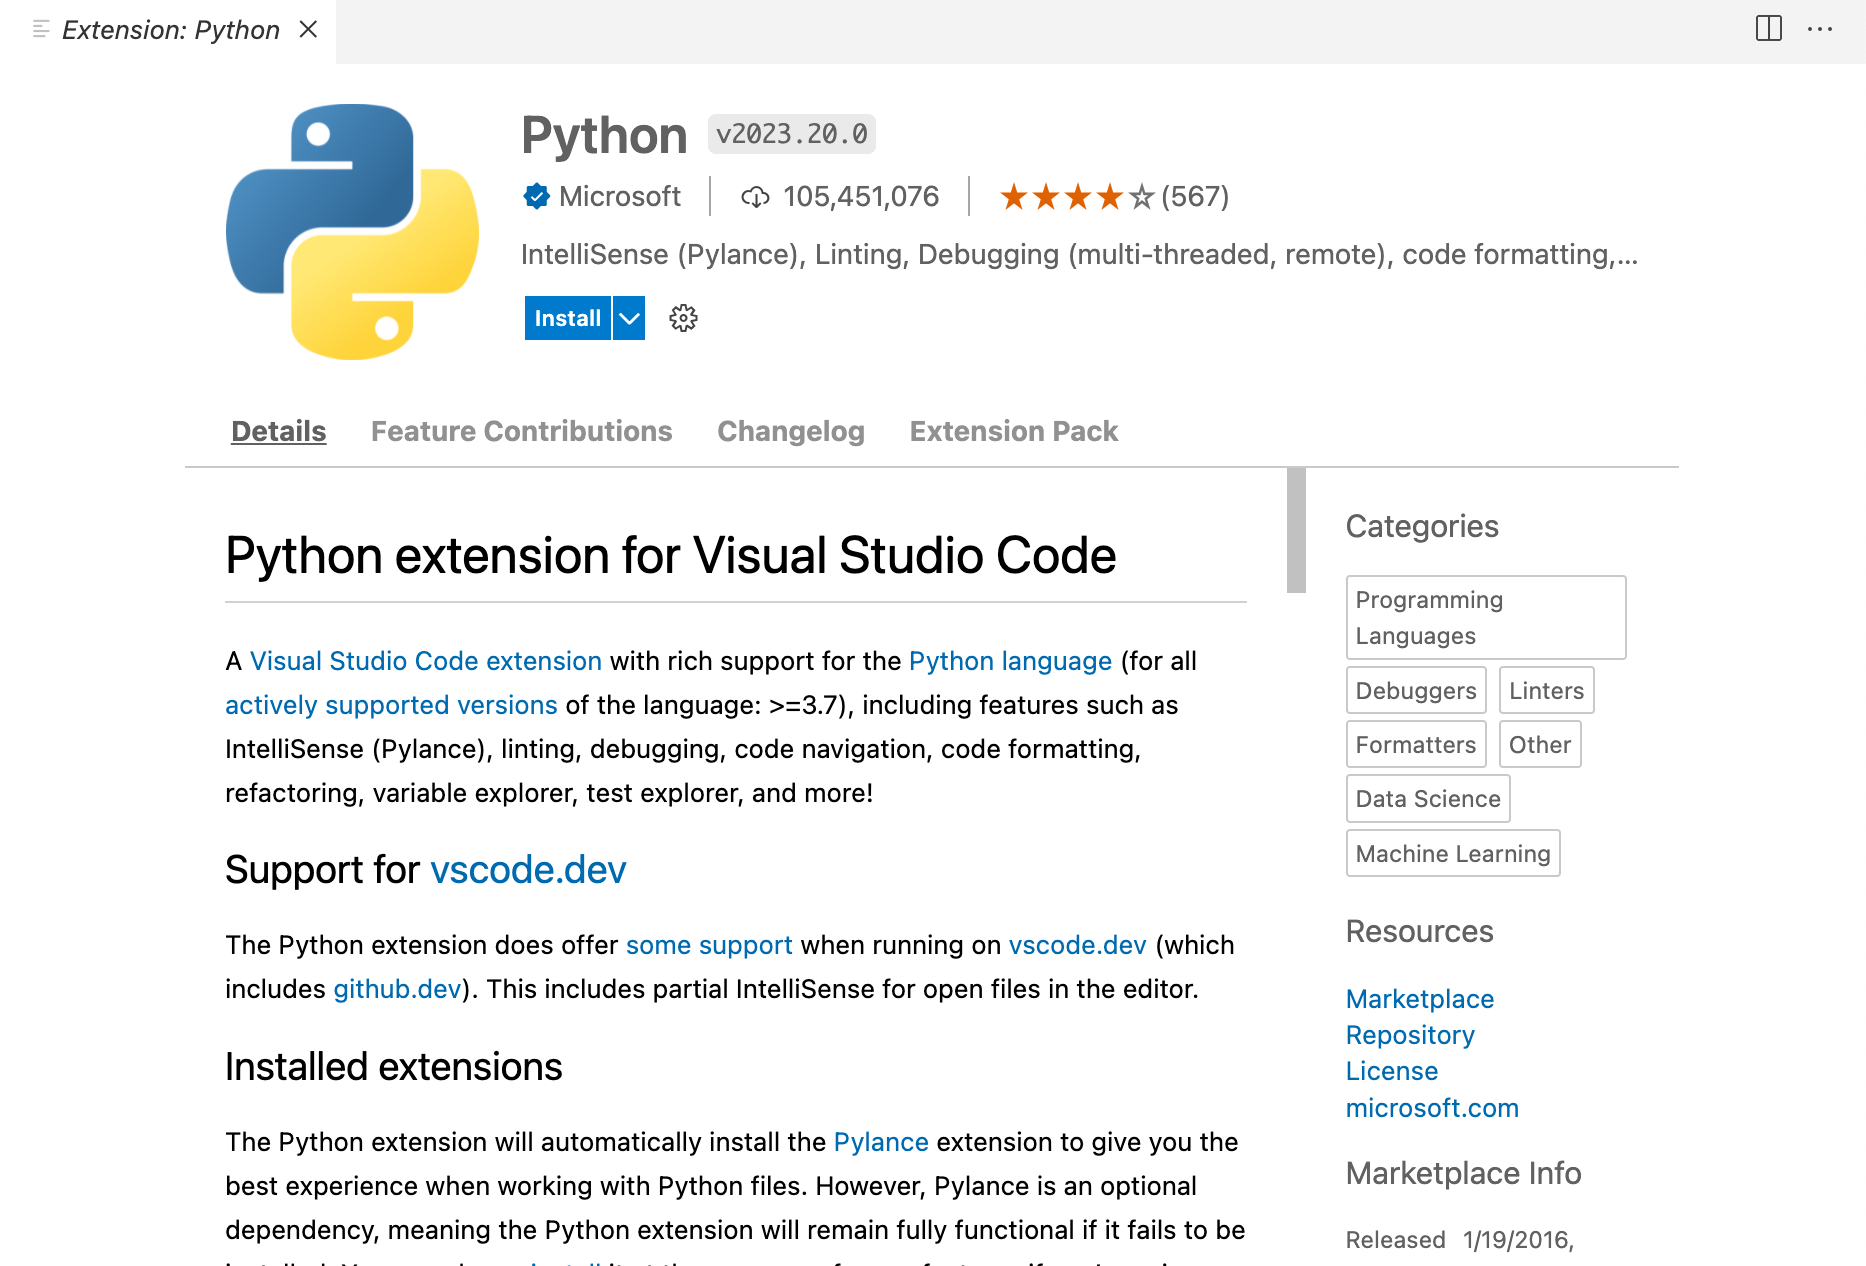 Extension: Python
Python v2023.20.0
Microsoft 105,451,076 (567)
IntelliSense (Pylance), Linting, Debugging (multi-threaded, remote), code formatting,...
Install
Details Feature Contributions Changelog Extension Pack
Python extension for Visual Studio Code
A Visual Studio Code extension with rich support for the Python language (for all
actively supported versions of the language: >=3.7), including features such as
IntelliSense (Pylance), linting, debugging, code navigation, code formatting,
refactoring, variable explorer, test explorer, and more!
Support for vscode.dev
The Python extension does offer some support when running on vscode.dev (which
includes github.dev). This includes partial IntelliSense for open files in the editor.
Installed extensions
The Python extension will automatically install the Pylance extension to give you the
best experience when working with Python files. However, Pylance is an optional
dependency, meaning the Python extension will remain fully functional if it fails to be
Categories
Programming
Languages
Debuggers Linters
Formatters Other
Data Science
Machine Learning
Resources
Marketplace
Repository
License
microsoft.com
Marketplace Info
Released 1/19/2016,